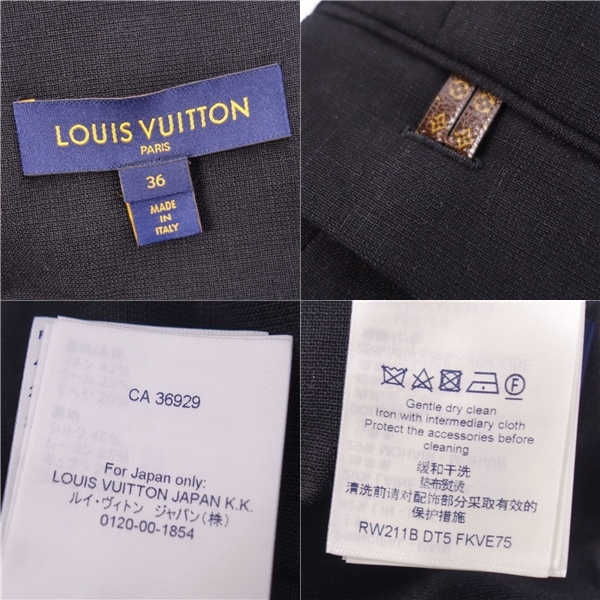 LOUIS VUITTON
PARIS
36
MADE
IN
ITALY
CA 36929
For Japan only:
LOUIS VUITTON JAPAN K.K.
ルイ・ヴィトン ジャパン(株)
0120-00-1854
Gentle dry clean
Iron with intermediary cloth
Protect the accessories before
cleaning
缓和干洗
垫布熨烫
清洗前请对配饰部分采取有效的
保护措施
RW211B DT5 FKVE75